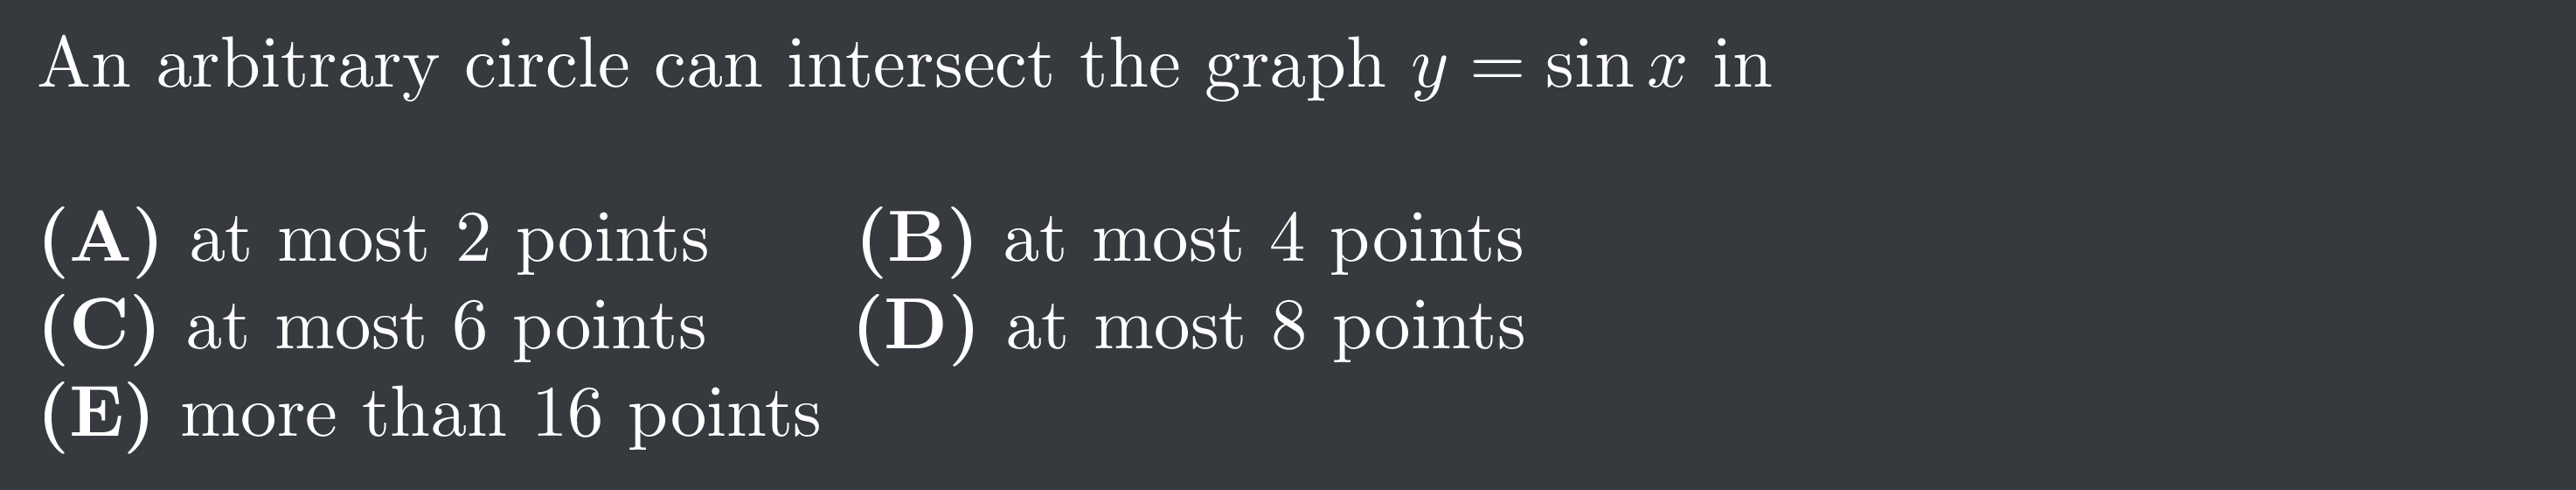 An arbitrary circle can intersect the graph y = sin x in
(A) at most 2 points (B) at most 4 points
(C) at most 6 points (D) at most 8 points
(E) more than 16 points